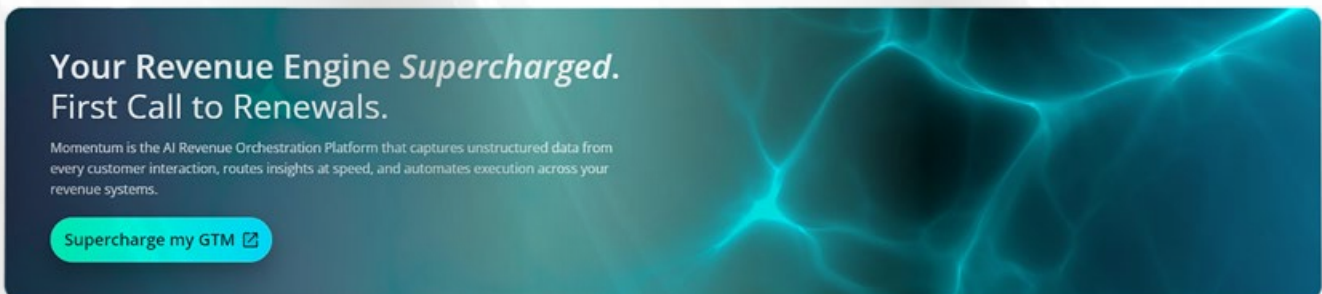 Your Revenue Engine Supercharged.
First Call to Renewals.
Momentum is the AI Revenue Orchestration Platform that captures unstructured data from
every customer interaction, routes insights at speed, and automates execution across your
revenue systems.
Supercharge my GTM